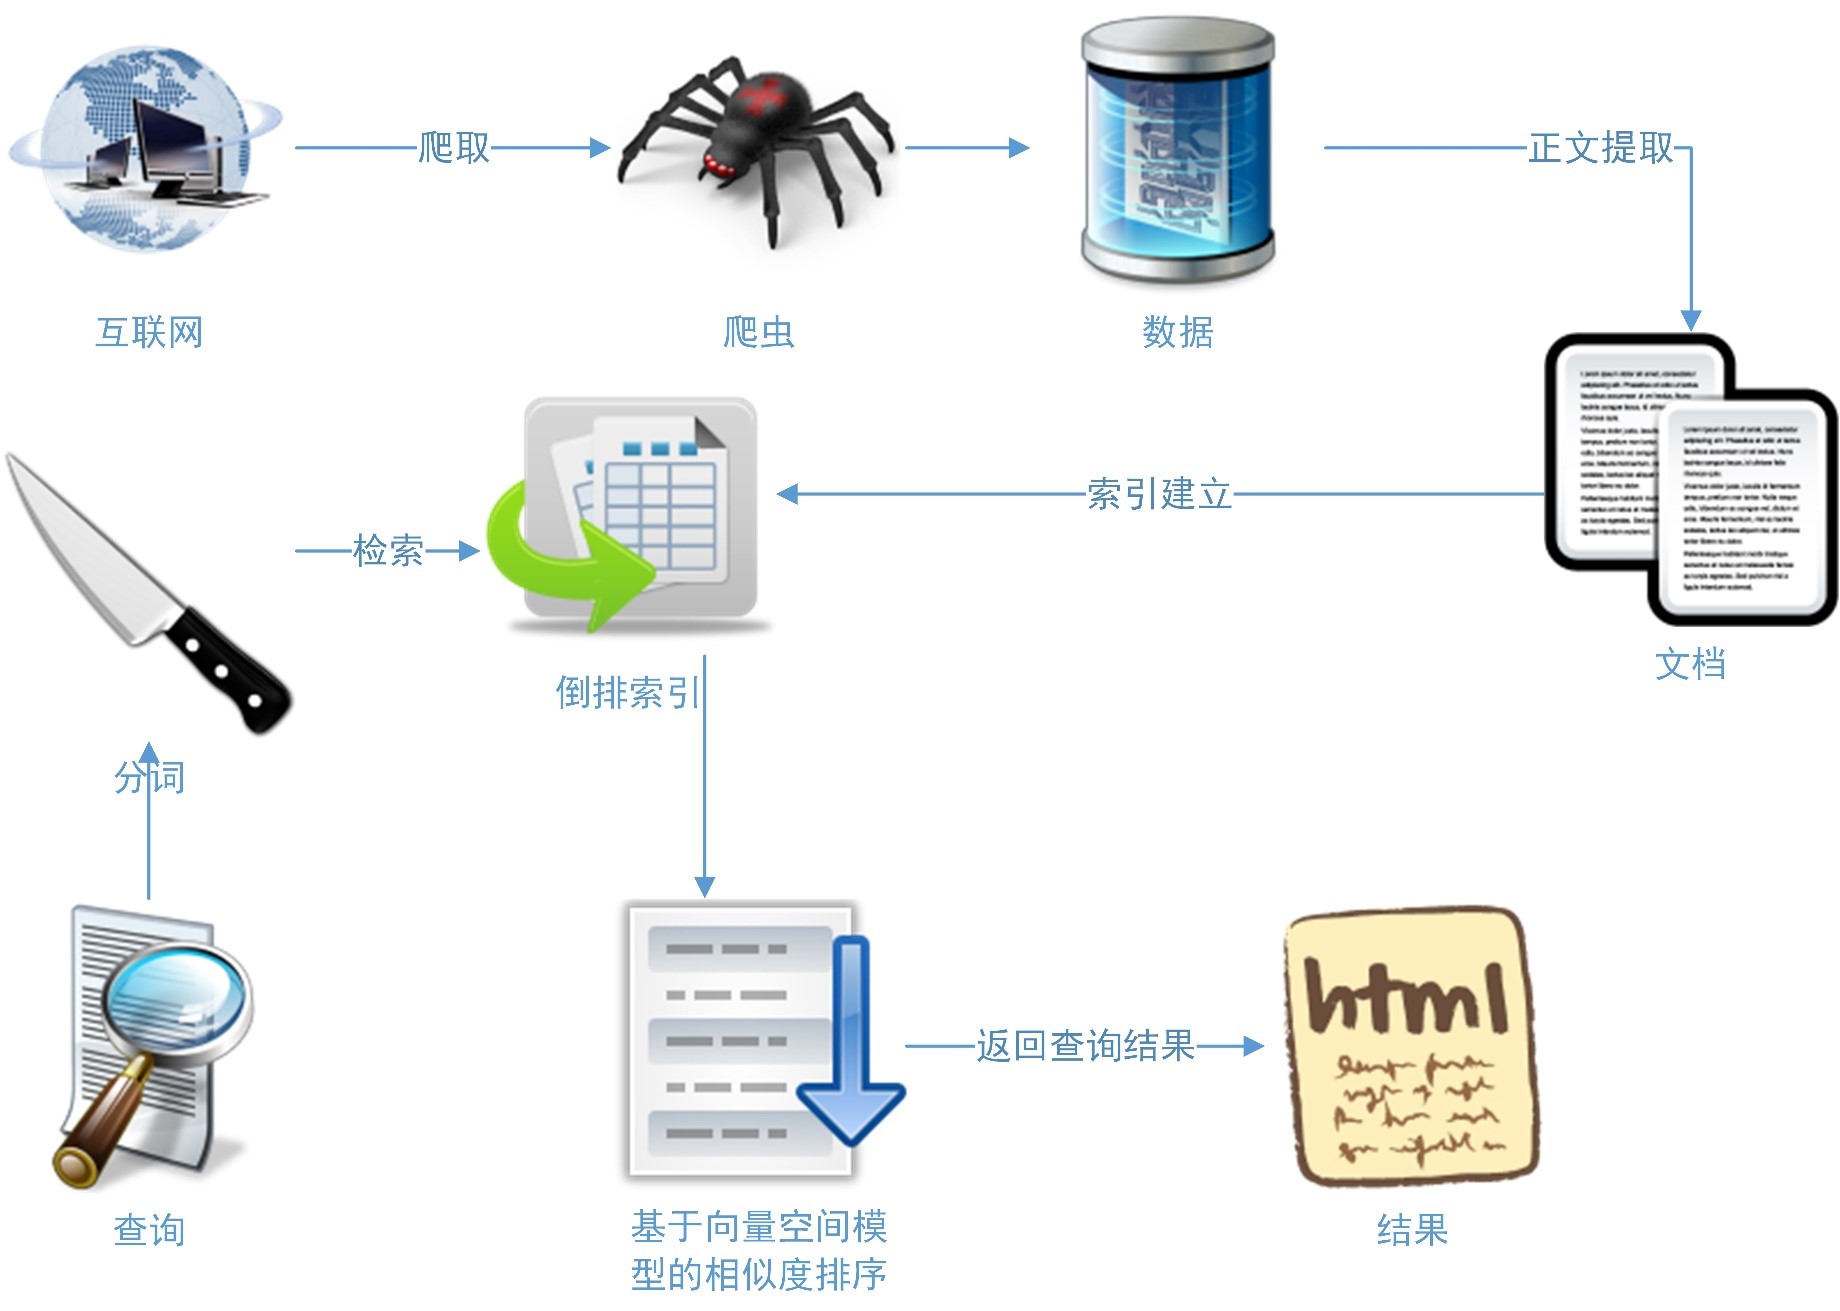 爬取
正文提取
互联网
爬虫
数据
索引建立
检索
倒排索引
文档
分词
html
返回查询结果
查询
基于向量空间模
型的相似度排序
结果